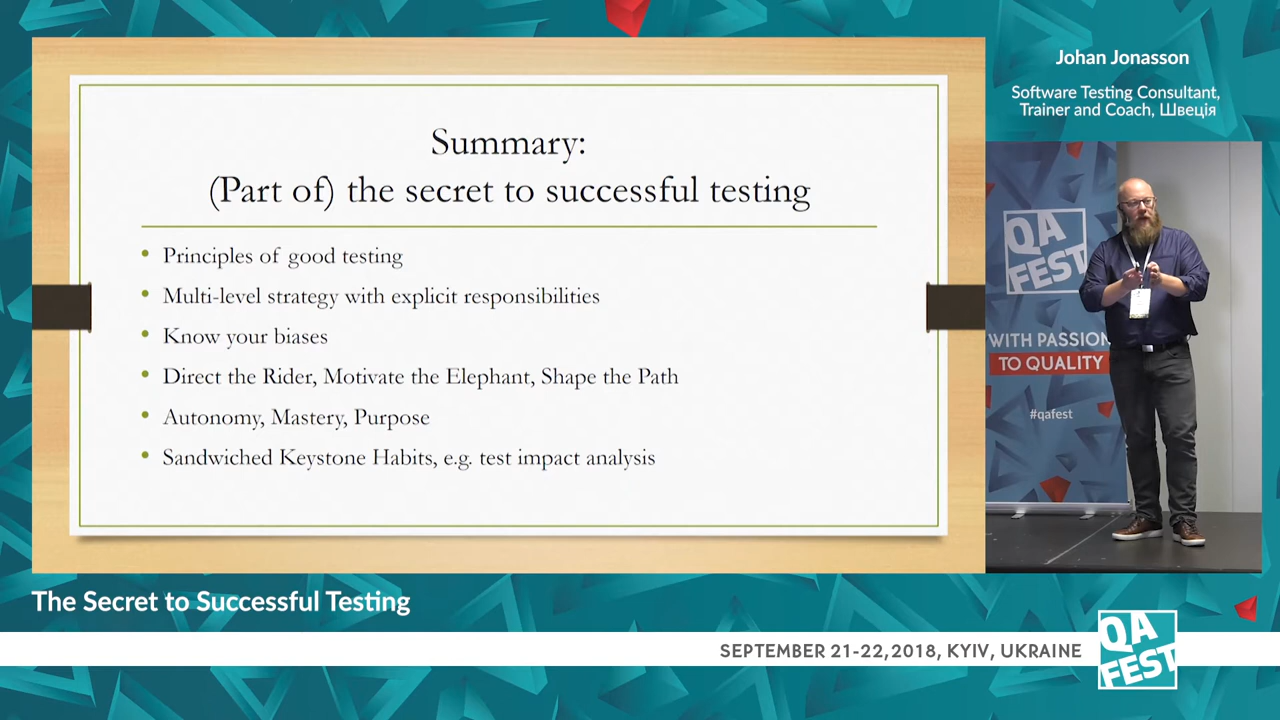 Summary:
(Part of) the secret to successful testing
• Principles of good testing
• Multi-level strategy with explicit responsibilities
• Know your biases
• Direct the Rider, Motivate the Elephant, Shape the Path
• Autonomy, Mastery, Purpose
• Sandwiched Keystone Habits, e.g. test impact analysis
Johan Jonasson
Software Testing Consultant,
Trainer and Coach, Швеція
QA
FEST
WITH PASSION
TO QUALITY
#qafest
The Secret to Successful Testing
SEPTEMBER 21-22,2018, KYIV, UKRAINE
QA
FEST